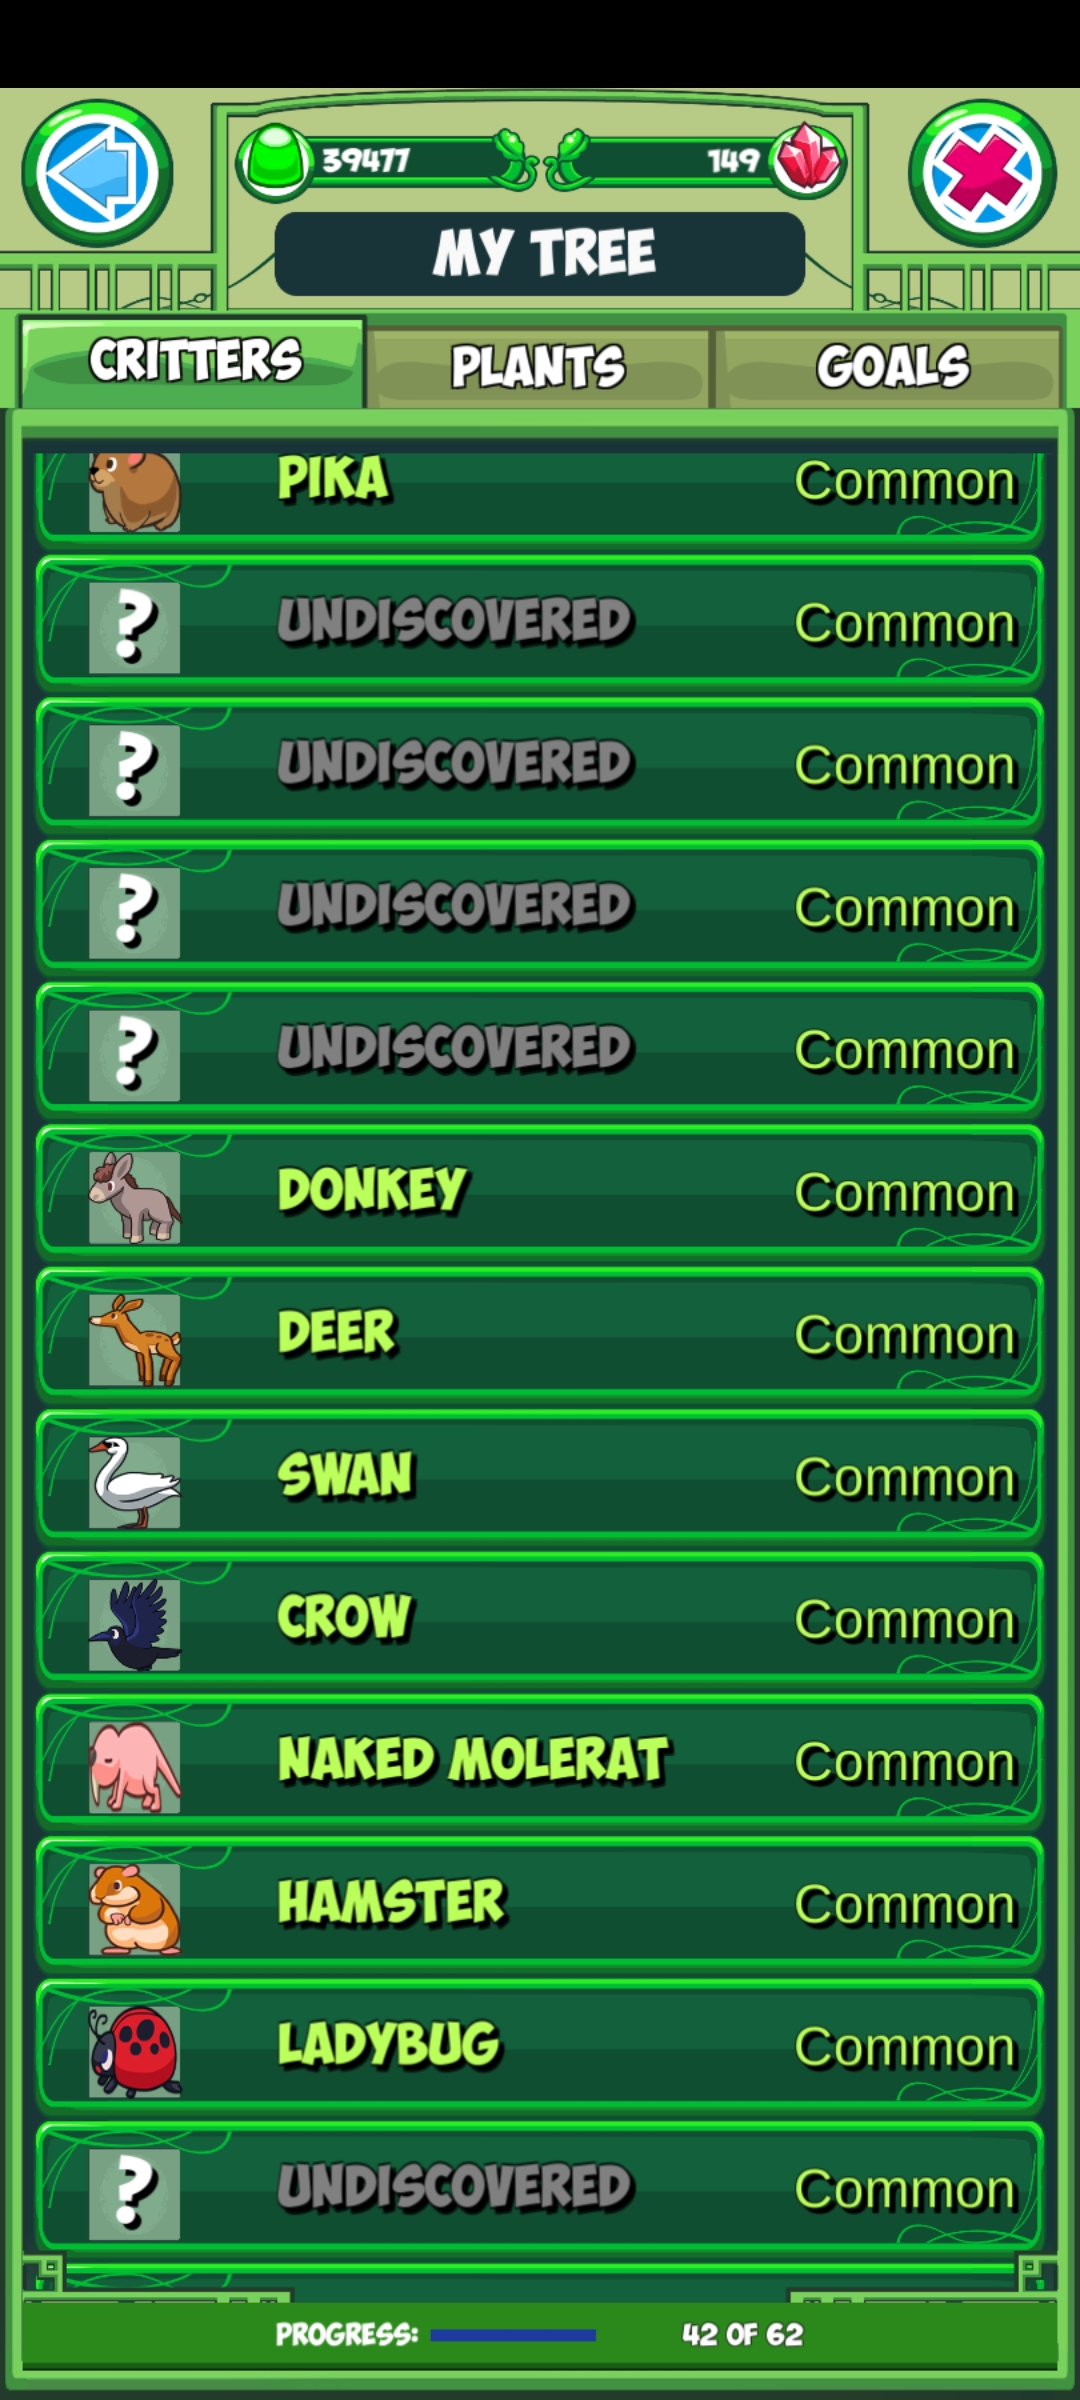 39477 149
MY TREE
CRITTERS PLANTS GOALS
PIKA Common
? UNDISCOVERED Common
? UNDISCOVERED Common
? UNDISCOVERED Common
? UNDISCOVERED Common
DONKEY Common
DEER Common
SWAN Common
CROW Common
NAKED MOLERAT Common
HAMSTER Common
LADYBUG Common
? UNDISCOVERED Common
PROGRESS: 42 OF 62